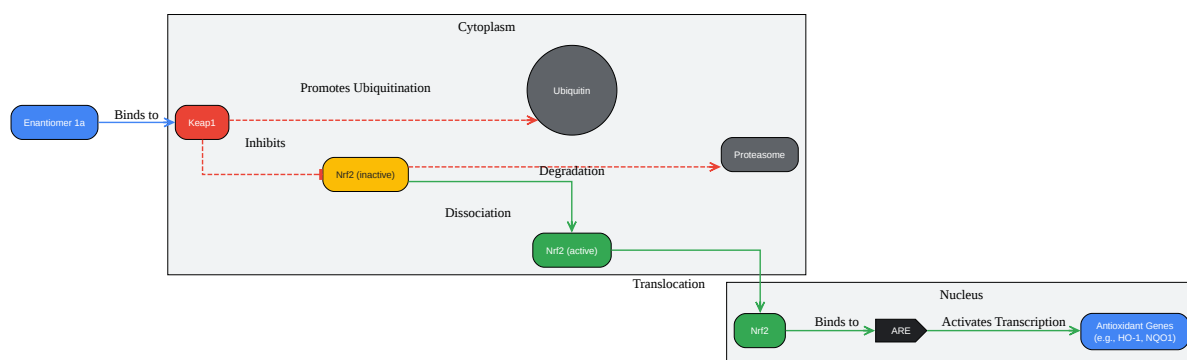 Cytoplasm
Promotes Ubiquitination
Ubiquitin
Enantiomer 1a
Binds to
Keap1
Inhibits
Proteasome
Nrf2 (inactive)
Degradation
Dissociation
Nrf2 (active)
Translocation
Nucleus
Nrf2
Binds to
ARE
Activates Transcription
Antioxidant Genes
(e.g., HO-1, NQO1)